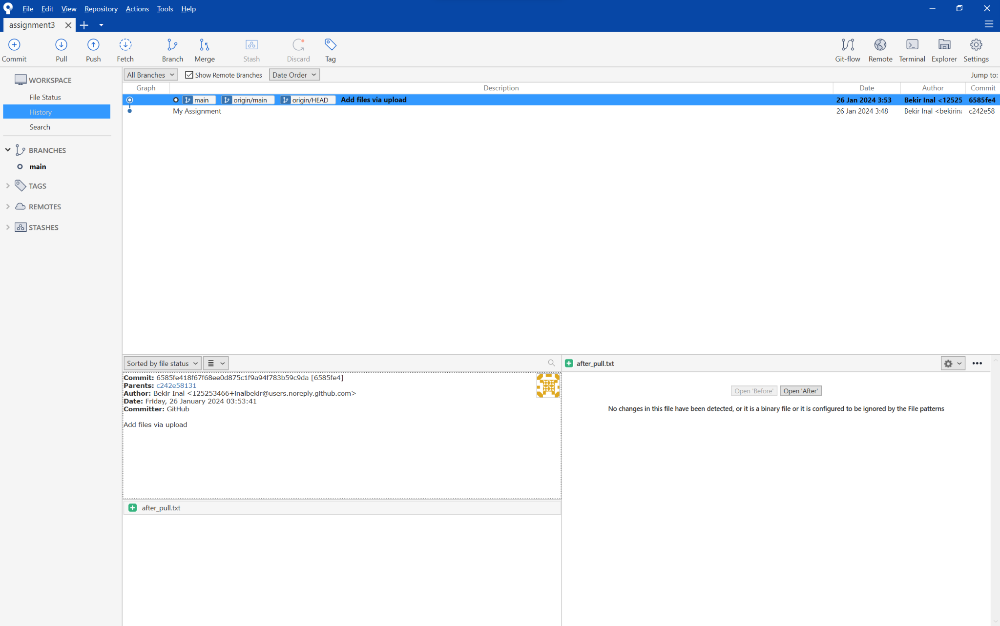 File Edit View Repository Actions Tools Help
assignment3
Commit Pull Push Fetch Branch Merge Stash Discard Tag Git-flow Remote Terminal Explorer Settings
WORKSPACE
File Status
History
Search
BRANCHES
main
TAGS
REMOTES
STASHES
All Branches Show Remote Branches Date Order Jump to:
Graph Description Date Author Commit
main origin/main origin/HEAD Add files via upload 26 Jan 2024 3:53 Bekir Inal <12525 6585fe4
My Assignment 26 Jan 2024 3:48 Bekir Inal <bekirin c242e58
Sorted by file status
Commit: 6585fe418f67f68ee0d875c1f9a94f783b59c9da [6585fe4]
Parents: c242e58131
Author: Bekir Inal <125253466+inalbekir@users.noreply.github.com>
Date: Friday, 26 January 2024 03:53:41
Committer: GitHub
Add files via upload
after_pull.txt
after_pull.txt
Open 'Before' Open 'After'
No changes in this file have been detected, or it is a binary file or it is configured to be ignored by the File patterns